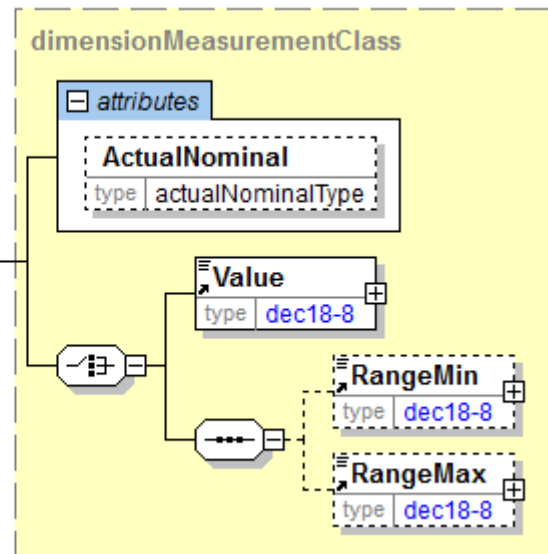 dimensionMeasurementClass
attributes
ActualNominal
type actualNominalType
Value
type dec18-8
RangeMin
type dec18-8
RangeMax
type dec18-8